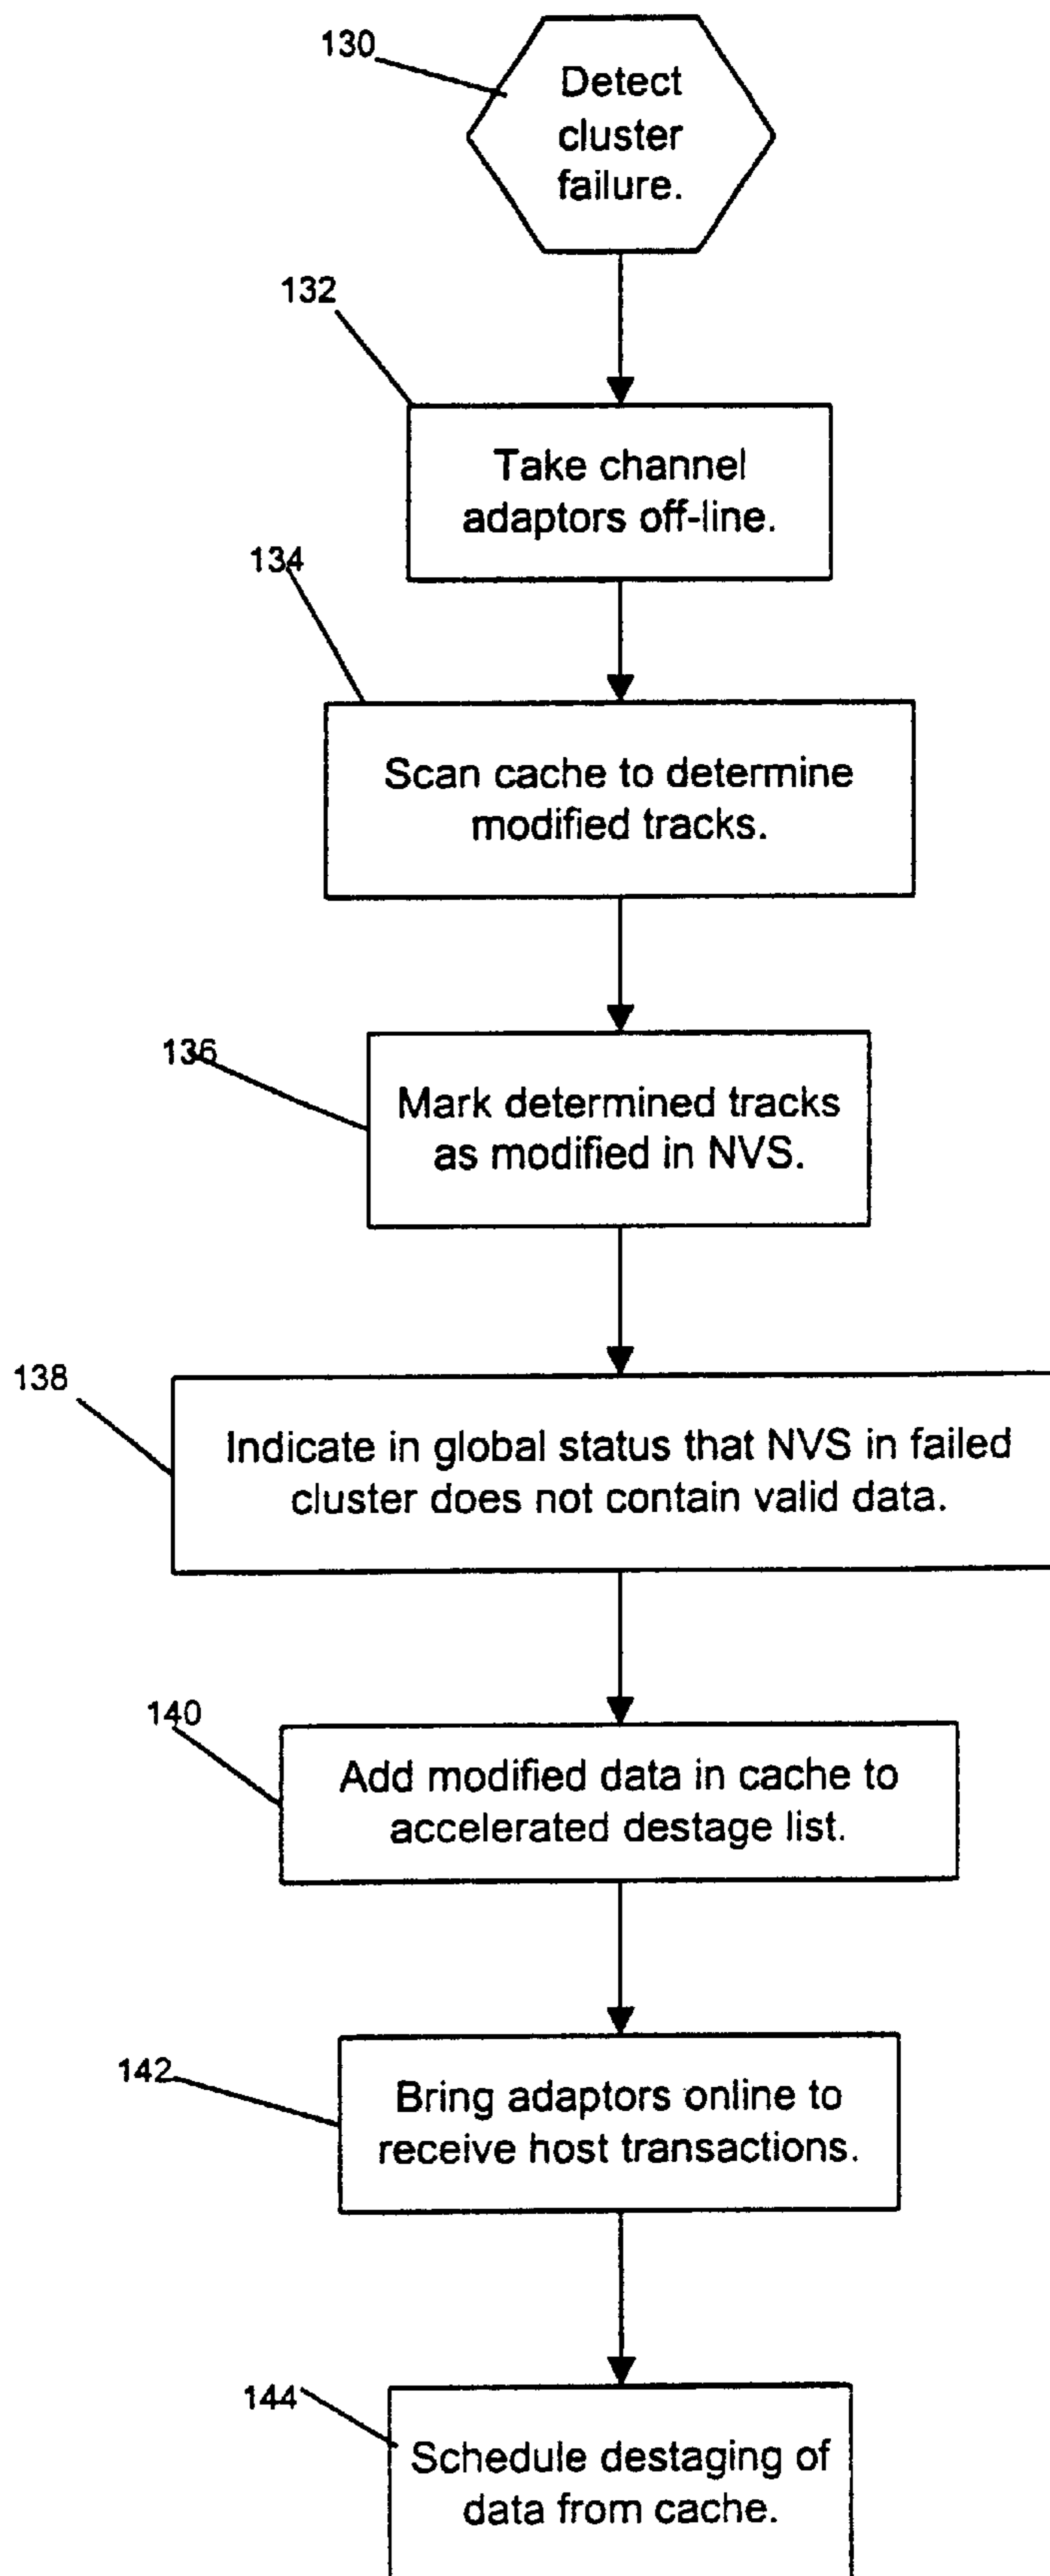 130
Detect
cluster
failure.
132
Take channel
adaptors off-line.
134
Scan cache to determine
modified tracks.
136
Mark determined tracks
as modified in NVS.
138
Indicate in global status that NVS in failed
cluster does not contain valid data.
140
Add modified data in cache to
accelerated destage list.
142
Bring adaptors online to
receive host transactions.
144
Schedule destaging of
data from cache.